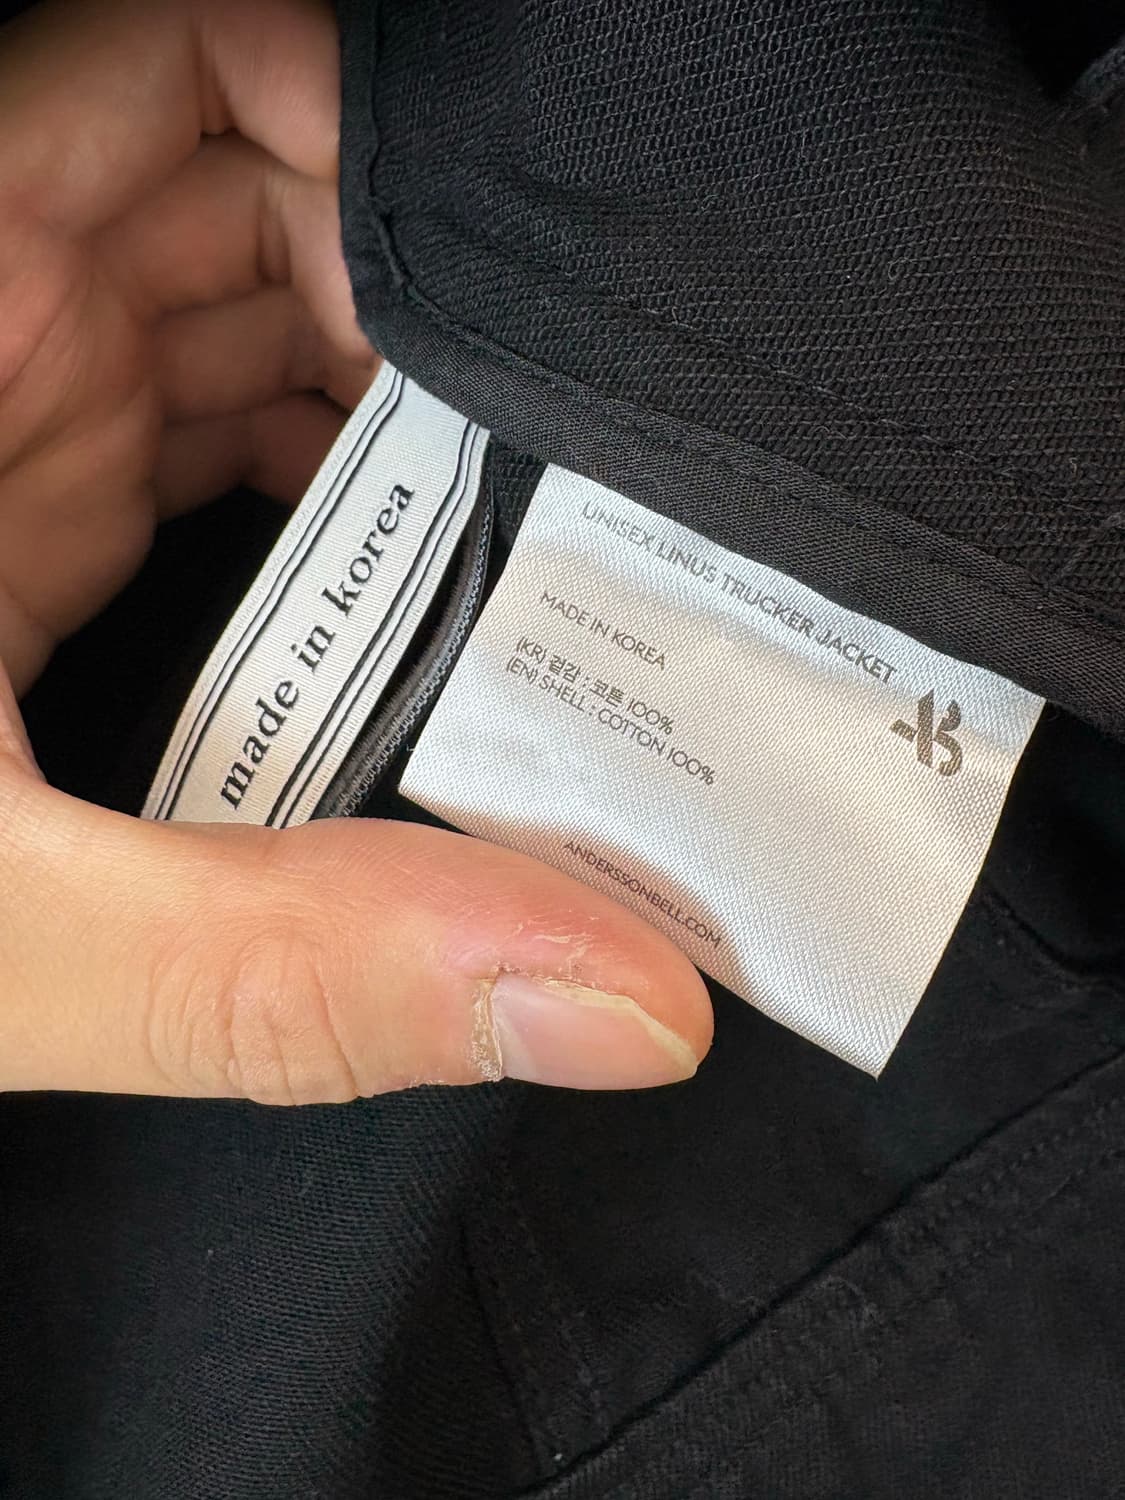 made in korea
UNISEX LINUS TRUCKER JACKET
MADE IN KOREA
(KR) 겉감 : 코튼 100%
(EN) SHELL : COTTON 100%
ANDERSSONBELL.COM